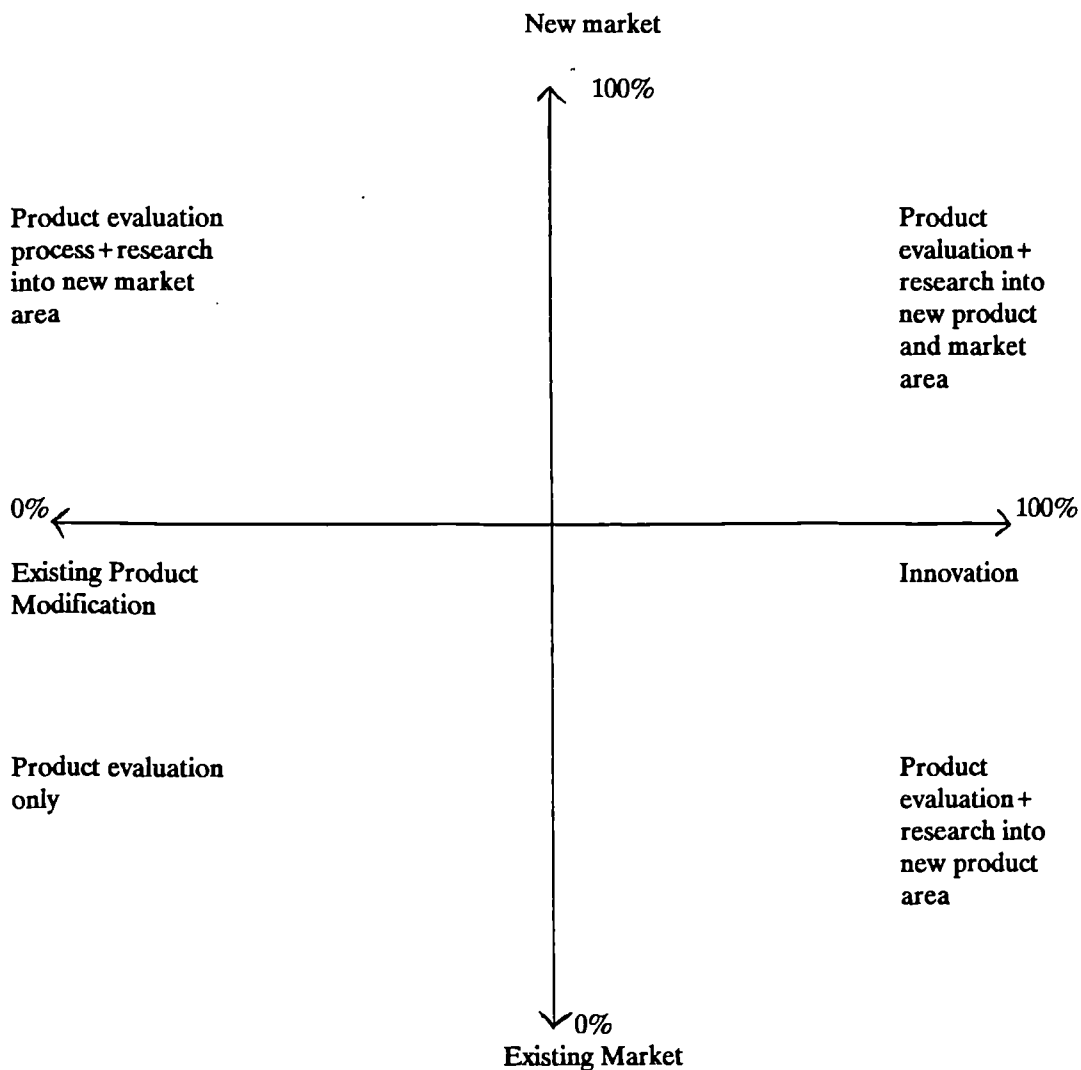 New market
100%
Product evaluation
process+research
into new market
area
Product
evaluation+
research into
new product
and market
area
0%
100%
Existing Product
Modification
Innovation
Product evaluation
only
Product
evaluation+
research into
new product
area
0%
Existing Market